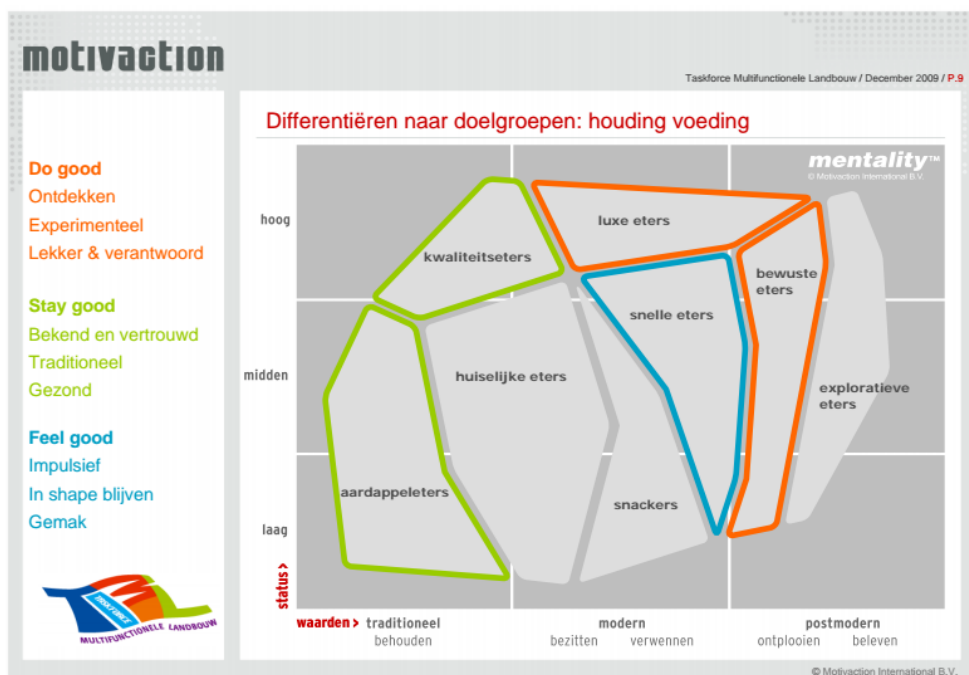 motivaction
Taskforce Multifunctionele Landbouw / December 2009 / P.9
Differentiëren naar doelgroepen: houding voeding
Do good
Ontdekken
Experimenteel
Lekker & verantwoord
Stay good
Bekend en vertrouwd
Traditioneel
Gezond
Feel good
Impulsief
In shape blijven
Gemak
TASKFORCE
MULTIFUNCTIONELE LANDBOUW
mentality™
© Motivaction International B.V.
hoog
midden
laag
status >
kwaliteitseters
luxe eters
bewuste
eters
snelle eters
huiselijke eters
exploratieve
eters
aardappeleters
snackers
waarden > traditioneel modern postmodern
behouden bezitten verwennen ontplooien beleven
© Motivaction International B.V.